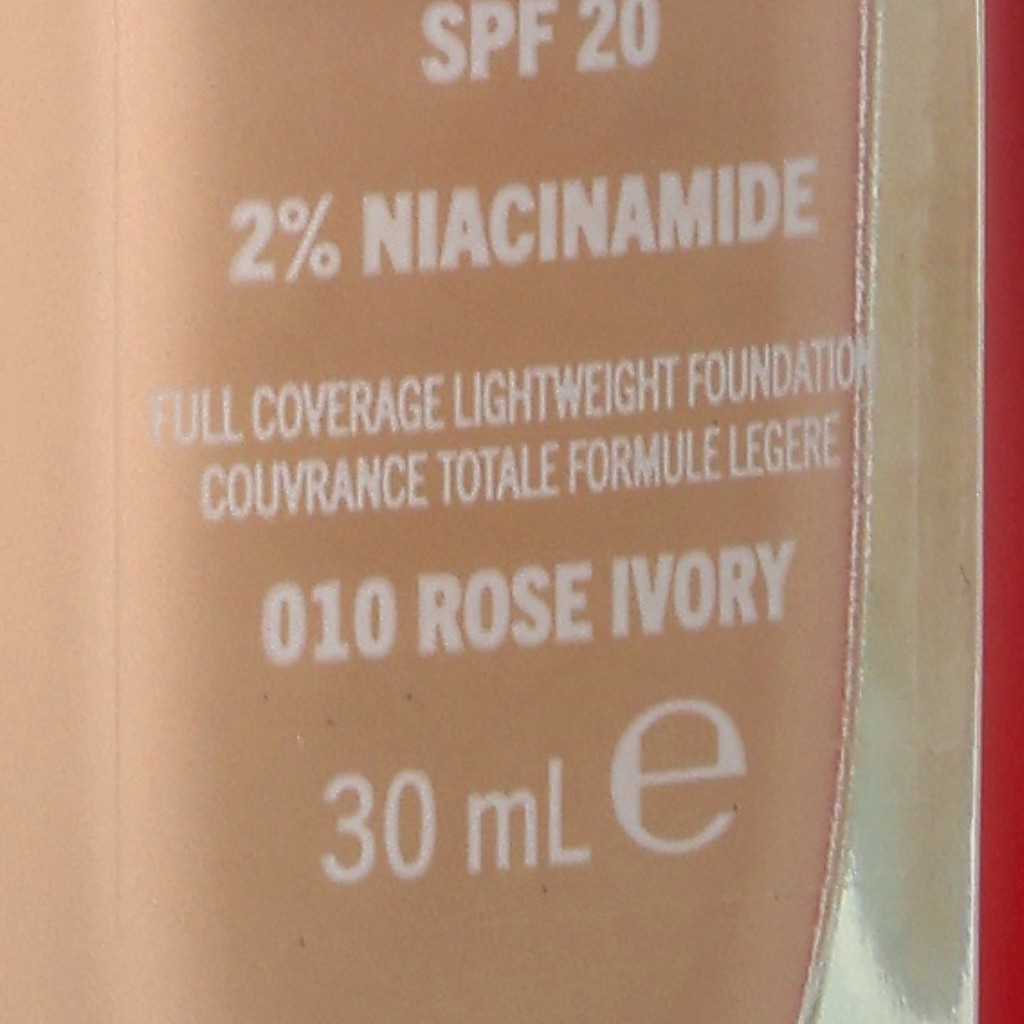 SPF 20
2% NIACINAMIDE
FULL COVERAGE LIGHTWEIGHT FOUNDATION
COUVRANCE TOTALE FORMULE LEGERE
010 ROSE IVORY
30 mL e